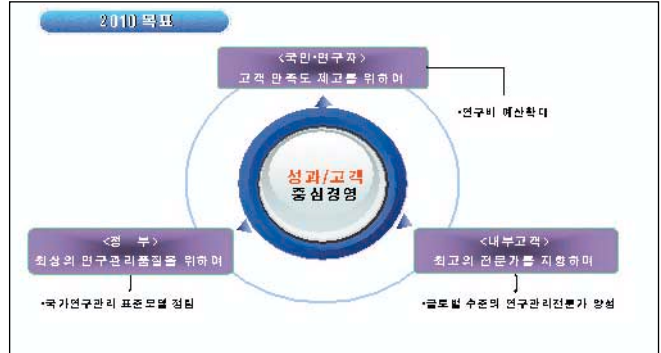 2010 목표
<국민·연구자>
고객 만족도 제고를 위하여
•연구비 예산확대
성과/고객
중심경영
<정 부>
최상의 연구관리품질을 위하여
<내부고객>
최고의 전문가를 지향하며
•국가연구관리 표준모델 정립
•글로벌 수준의 연구관리전문가 양성